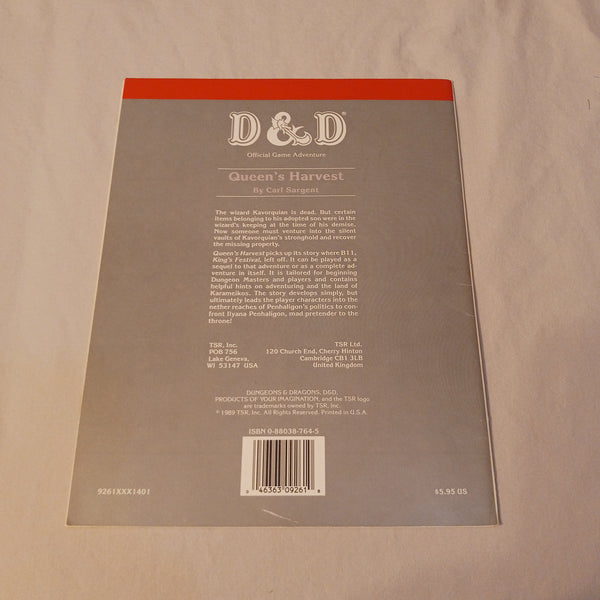 D&D®
Official Game Adventure
Queen's Harvest
By Carl Sargent
The wizard Kavorquian is dead. But certain
items belonging to his adopted son were in the
wizard's keeping at the time of his demise.
Now someone must venture into the silent
vaults of Kavorquian's stronghold and recover
the missing property.
Queen's Harvest picks up its story where B11,
King's Festival, left off. It can be played as a
sequel to that adventure or as a complete ad-
venture in itself. It is tailored for beginning
Dungeon Masters and players and contains
helpful hints on adventuring and the land of
Karameikos. The story develops simply, but
ultimately leads the player characters into the
nether reaches of Penhaligon's politics to con-
front Ilyana Penhaligon, mad pretender to the
throne!
TSR, Inc.
POB 756
Lake Geneva,
WI 53147 USA
TSR Ltd.
120 Church End, Cherry Hinton
Cambridge CB1 3LB
United Kingdom
DUNGEONS & DRAGONS, D&D,
PRODUCTS OF YOUR IMAGINATION, and the TSR logo
are trademarks owned by TSR, Inc.
©1989 TSR, Inc. All Rights Reserved. Printed in U.S.A.
ISBN 0-88038-764-5
0 46363 09261 8
9261XXX1401
$5.95 US